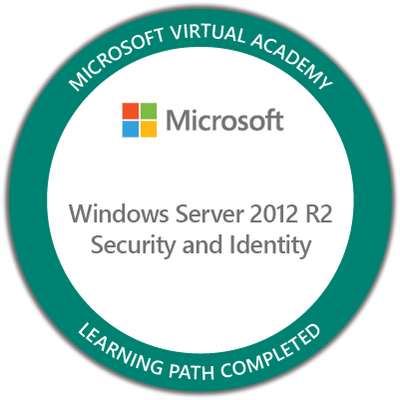 MICROSOFT VIRTUAL ACADEMY
Microsoft
Windows Server 2012 R2
Security and Identity
LEARNING PATH COMPLETED